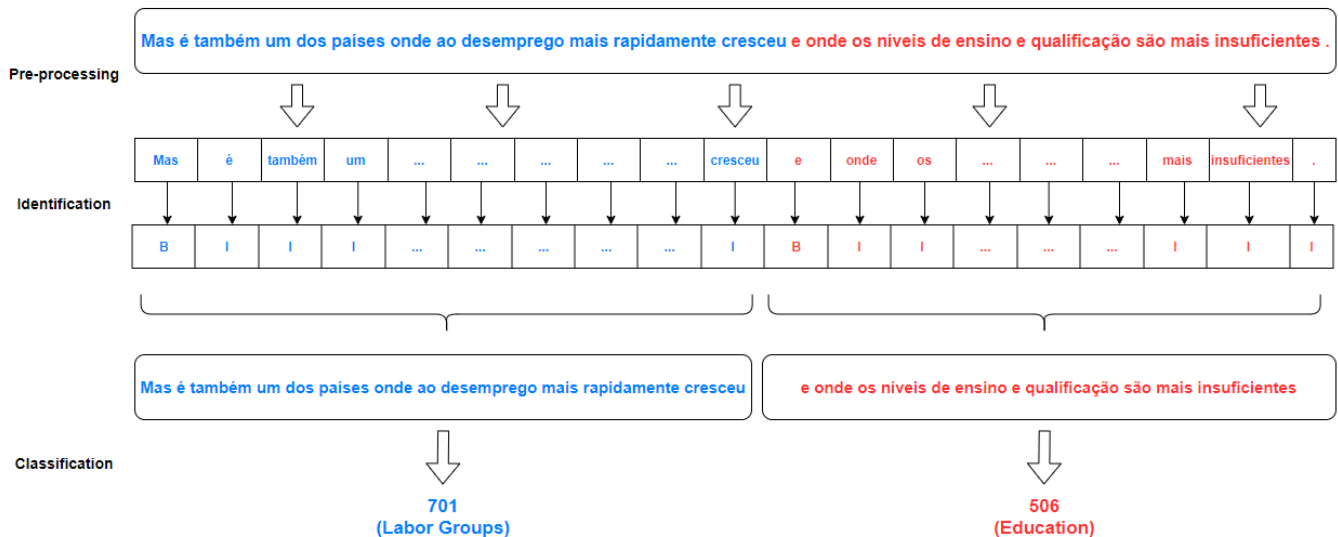 Mas é também um dos países onde ao desemprego mais rapidamente cresceu e onde os níveis de ensino e qualificação são mais insuficientes .
Pre-processing
Mas é também um ... ... ... ... ... cresceu e onde os ... ... ... mais insuficientes .
Identification
B I I I ... ... ... ... ... I B I I ... ... ... I I I
Mas é também um dos países onde ao desemprego mais rapidamente cresceu
e onde os níveis de ensino e qualificação são mais insuficientes
Classification
701
(Labor Groups)
506
(Education)